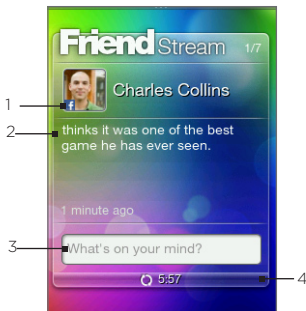 Friend Stream 1/7
1
Charles Collins
2
thinks it was one of the best
game he has ever seen.
1 minute ago
3
What's on your mind?
5:57
4